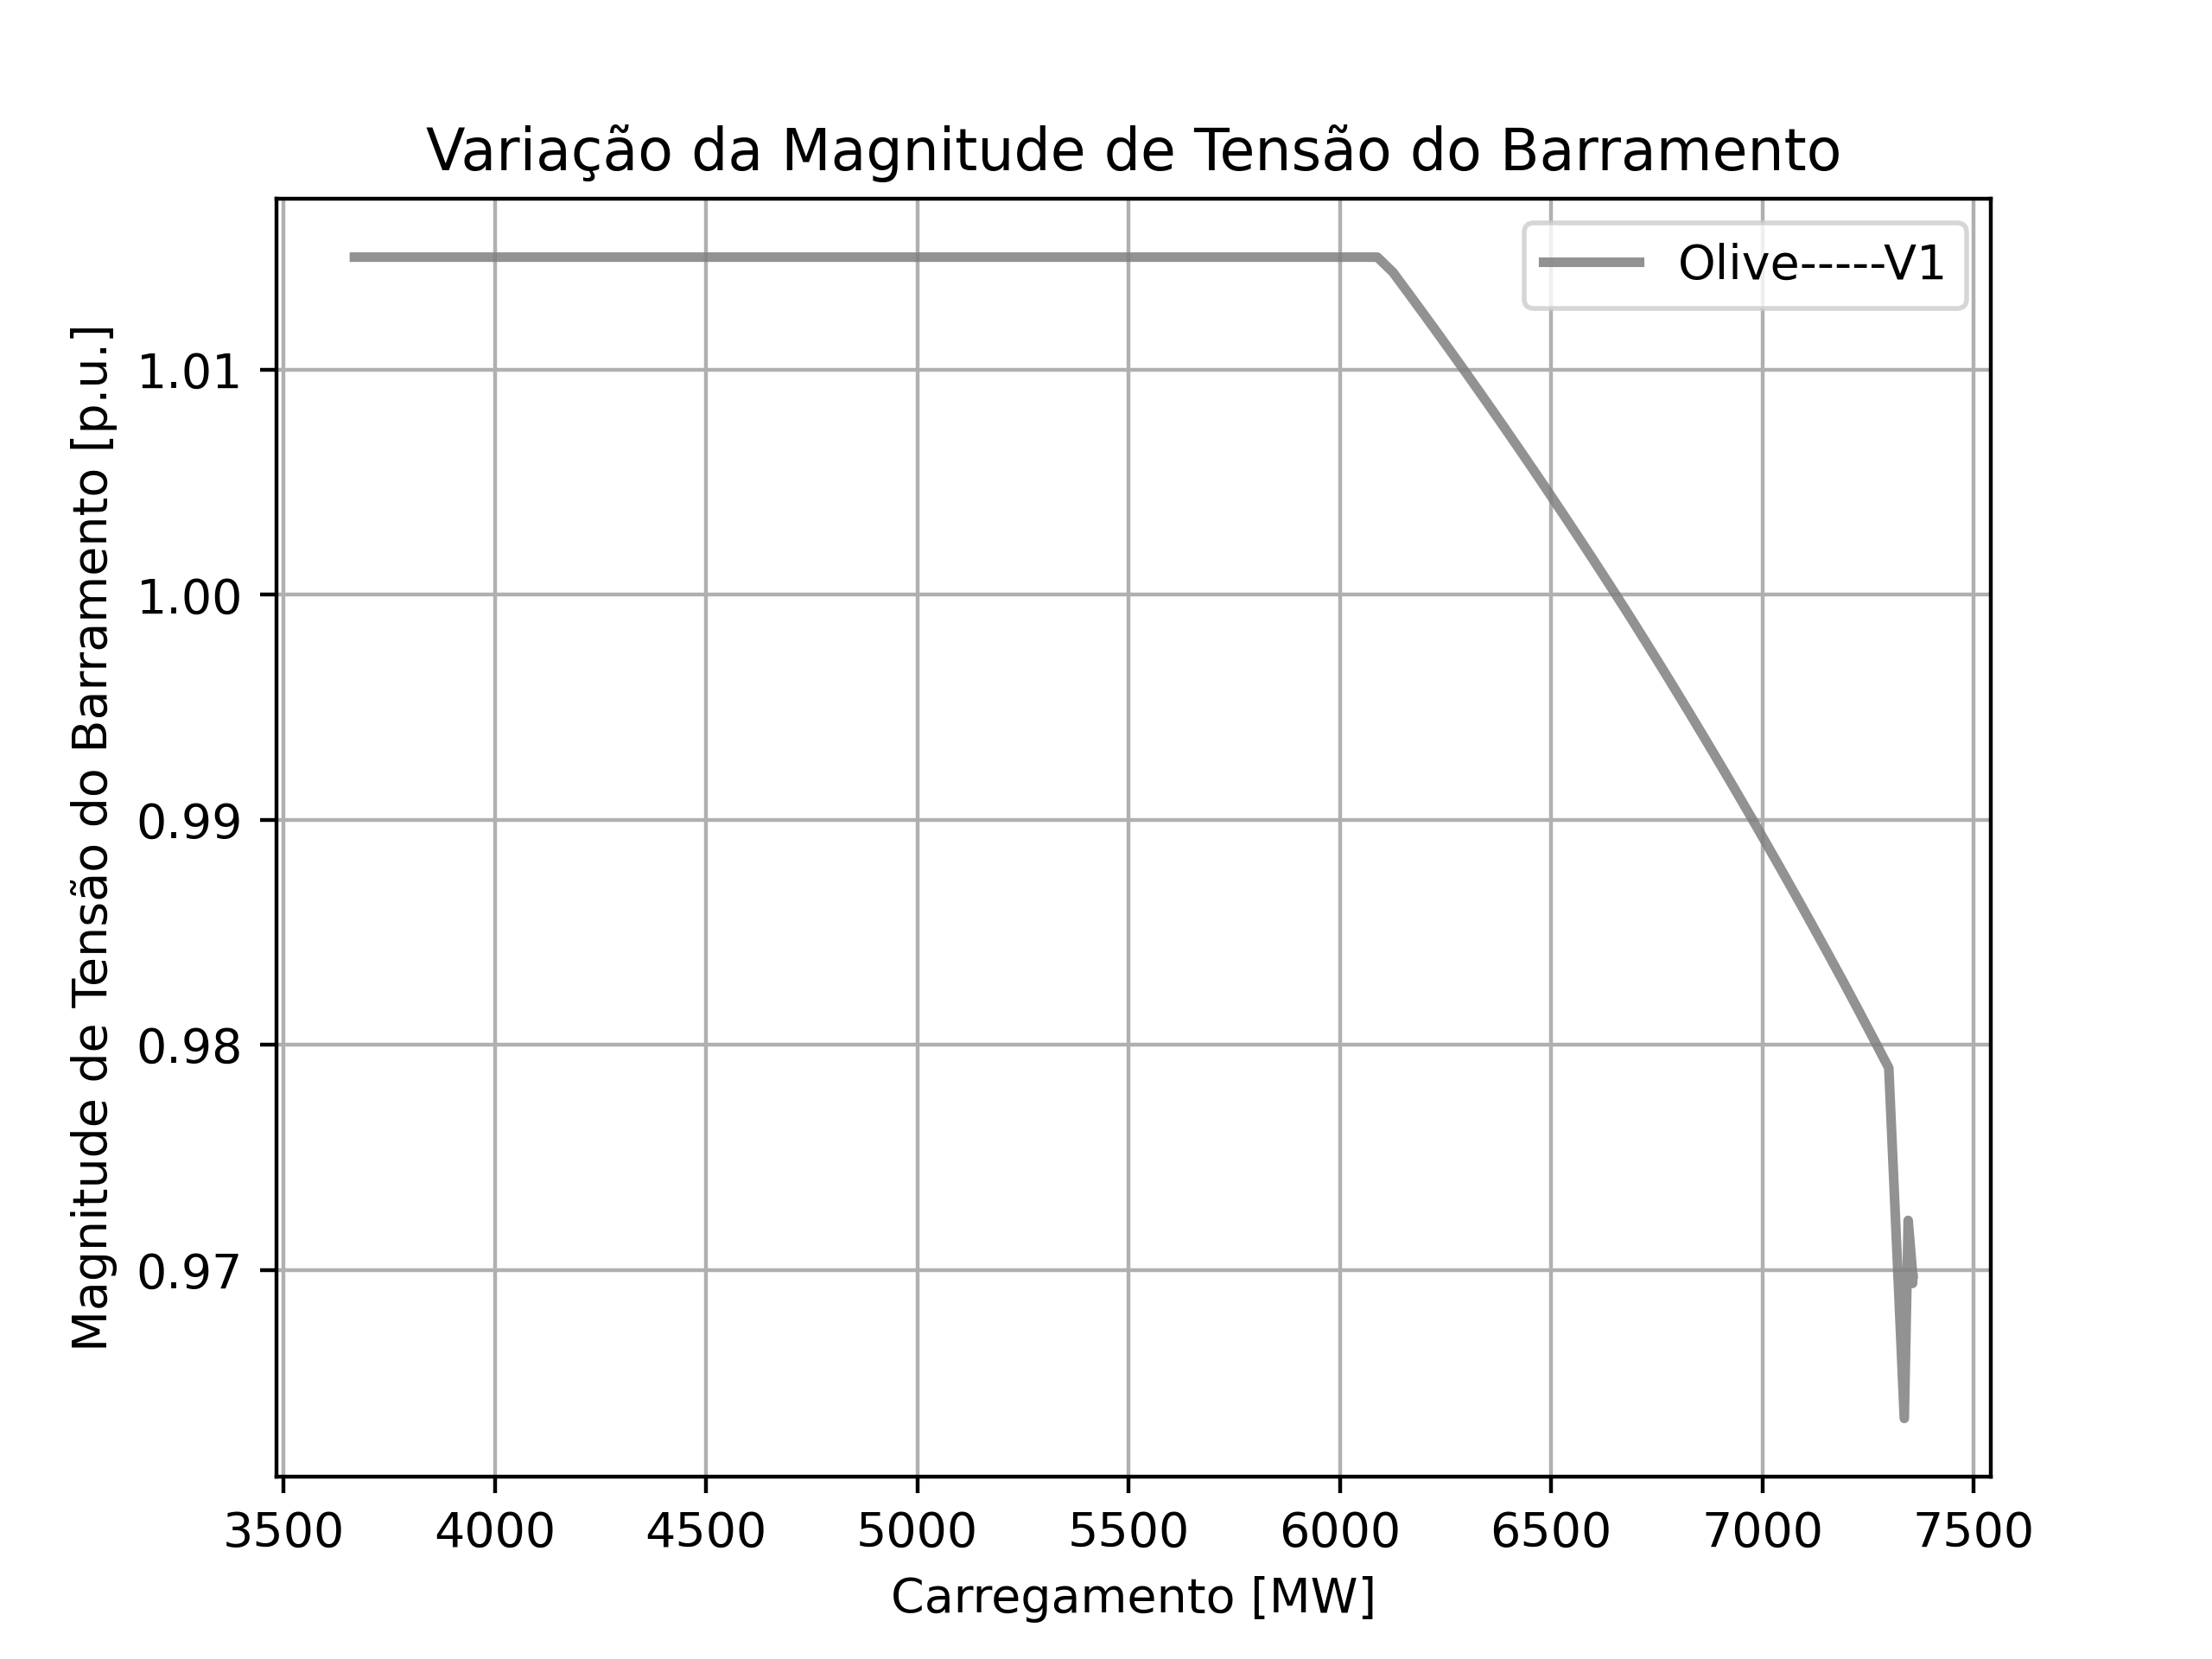 Variação da Magnitude de Tensão do Barramento
Olive-----V1
Magnitude de Tensão do Barramento [p.u.]
1.01
1.00
0.99
0.98
0.97
3500 4000 4500 5000 5500 6000 6500 7000 7500
Carregamento [MW]